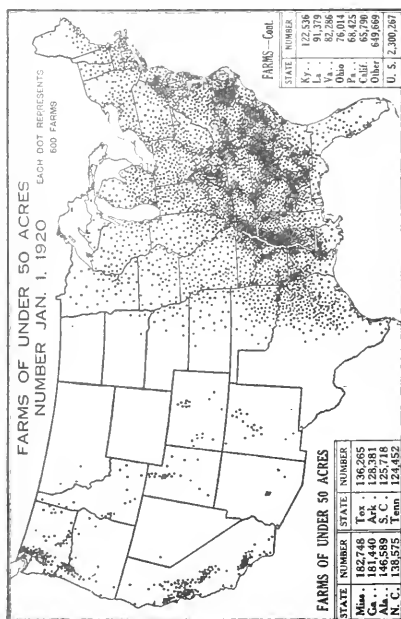 FARMS OF UNDER 50 ACRES
NUMBER JAN. 1, 1920
EACH DOT REPRESENTS
600 FARMS
FARMS OF UNDER 50 ACRES
STATE NUMBER STATE NUMBER
Miss. 182,748 Tex 136,265
Ga .. 181,440 Ark . 128,381
Ala.. 146,589 S. C. 125,718
N. C. 138,575 Tenn 124,452
FARMS—Cont.
STATE NUMBER
Ky.. 122,536
La 91,379
Va.. 82,286
Ohio 76,014
Pa.. 68,425
Calif. 65,790
Other 649,669
U. S. 2,300,267